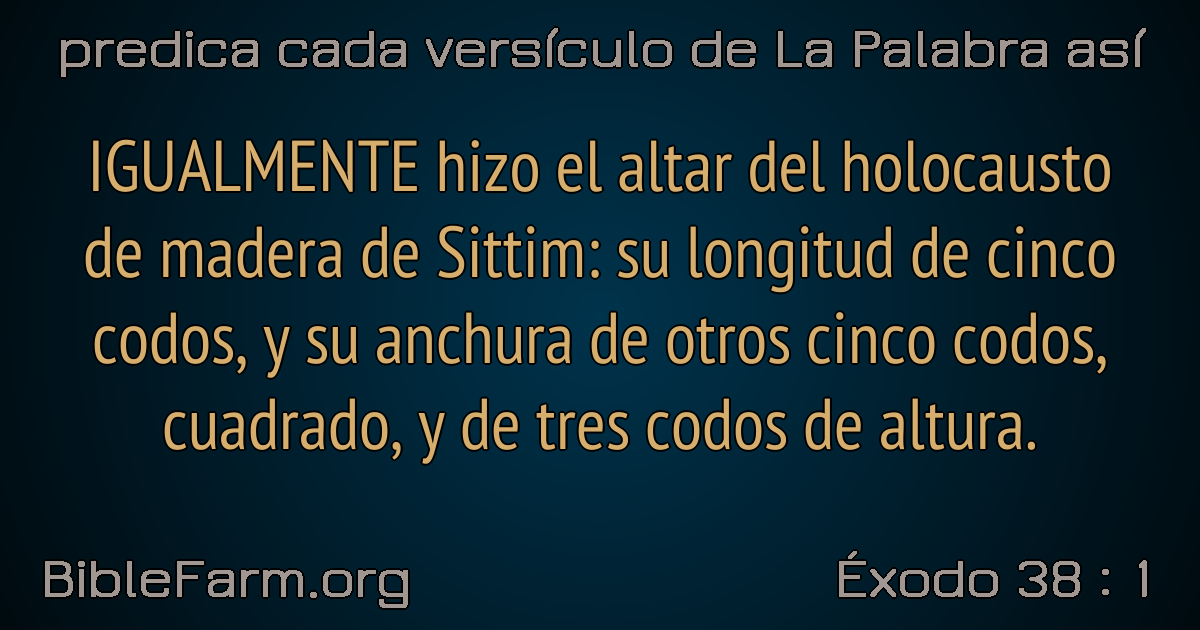 predica cada versículo de La Palabra así
IGUALMENTE hizo el altar del holocausto
de madera de Sittim: su longitud de cinco
codos, y su anchura de otros cinco codos,
cuadrado, y de tres codos de altura.
BibleFarm.org
Éxodo 38 : 1